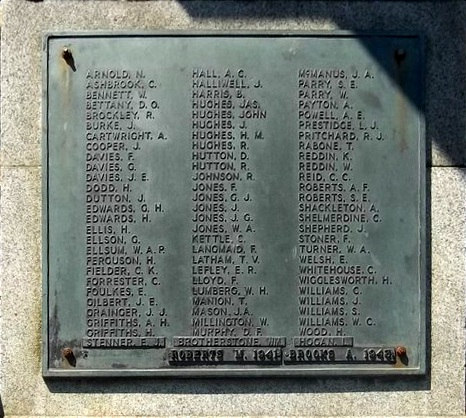 ARNOLD, N.
ASHBROOK, C.
BENNETT, W.
BETTANY, D. O.
BROCKLEY, R.
BURKE, J.
CARTWRIGHT, A.
COOPER, J.
DAVIES, F.
DAVIES, G.
DAVIES, J. E.
DODD, H.
DUTTON, J.
EDWARDS, G. H.
EDWARDS, H.
ELLIS, H.
ELLSON, G.
ELLSUM, W. A. P.
FERGUSON, H.
FIELDER, C. K.
FORRESTER, C.
FOULKES, E.
GILBERT, J. E.
GRAINGER, J. J.
GRIFFITHS, A. H.
GRIFFITHS, H.
STENNER, E. J.
HALL, A. C.
HALLIWELL, J.
HARRIS, B.
HUGHES, JAS.
HUGHES, JOHN
HUGHES, J.
HUGHES, H. M.
HUGHES, R.
HUTTON, D.
HUTTON, R.
JOHNSON, R.
JONES, F.
JONES, G. J.
JONES, J.
JONES, J. G.
JONES, W. A.
KETTLE, C.
LANGMAID, F.
LATHAM, T. V.
LEFLEY, E. R.
LLOYD, F.
LUMBERG, W. H.
MANION, T.
MASON, J.A.
MILLINGTON, W.
MURPHY, D. F.
BROTHERSTONE, WM.
McMANUS, J. A.
PARRY, S. E.
PARRY, W.
PAYTON, A.
POWELL, A. E.
PRESTIDGE, L. J.
PRITCHARD, R. J.
RABONE, T.
REDDIN, K.
REDDIN, W.
REID, C. C.
ROBERTS, A. F.
ROBERTS, S. E.
SHACKLETON, A.
SHELMERDINE, C.
SHEPHERD, J.
STONER, F.
TURNER, W. A.
WELSH, E.
WHITEHOUSE, C.
WIGGLESWORTH, H.
WILLIAMS, C.
WILLIAMS, J.
WILLIAMS, S.
WILLIAMS, W. C.
WOOD, H.
HOGAN, L.
ROBERTS M. 1941 BROOKS A. 1942